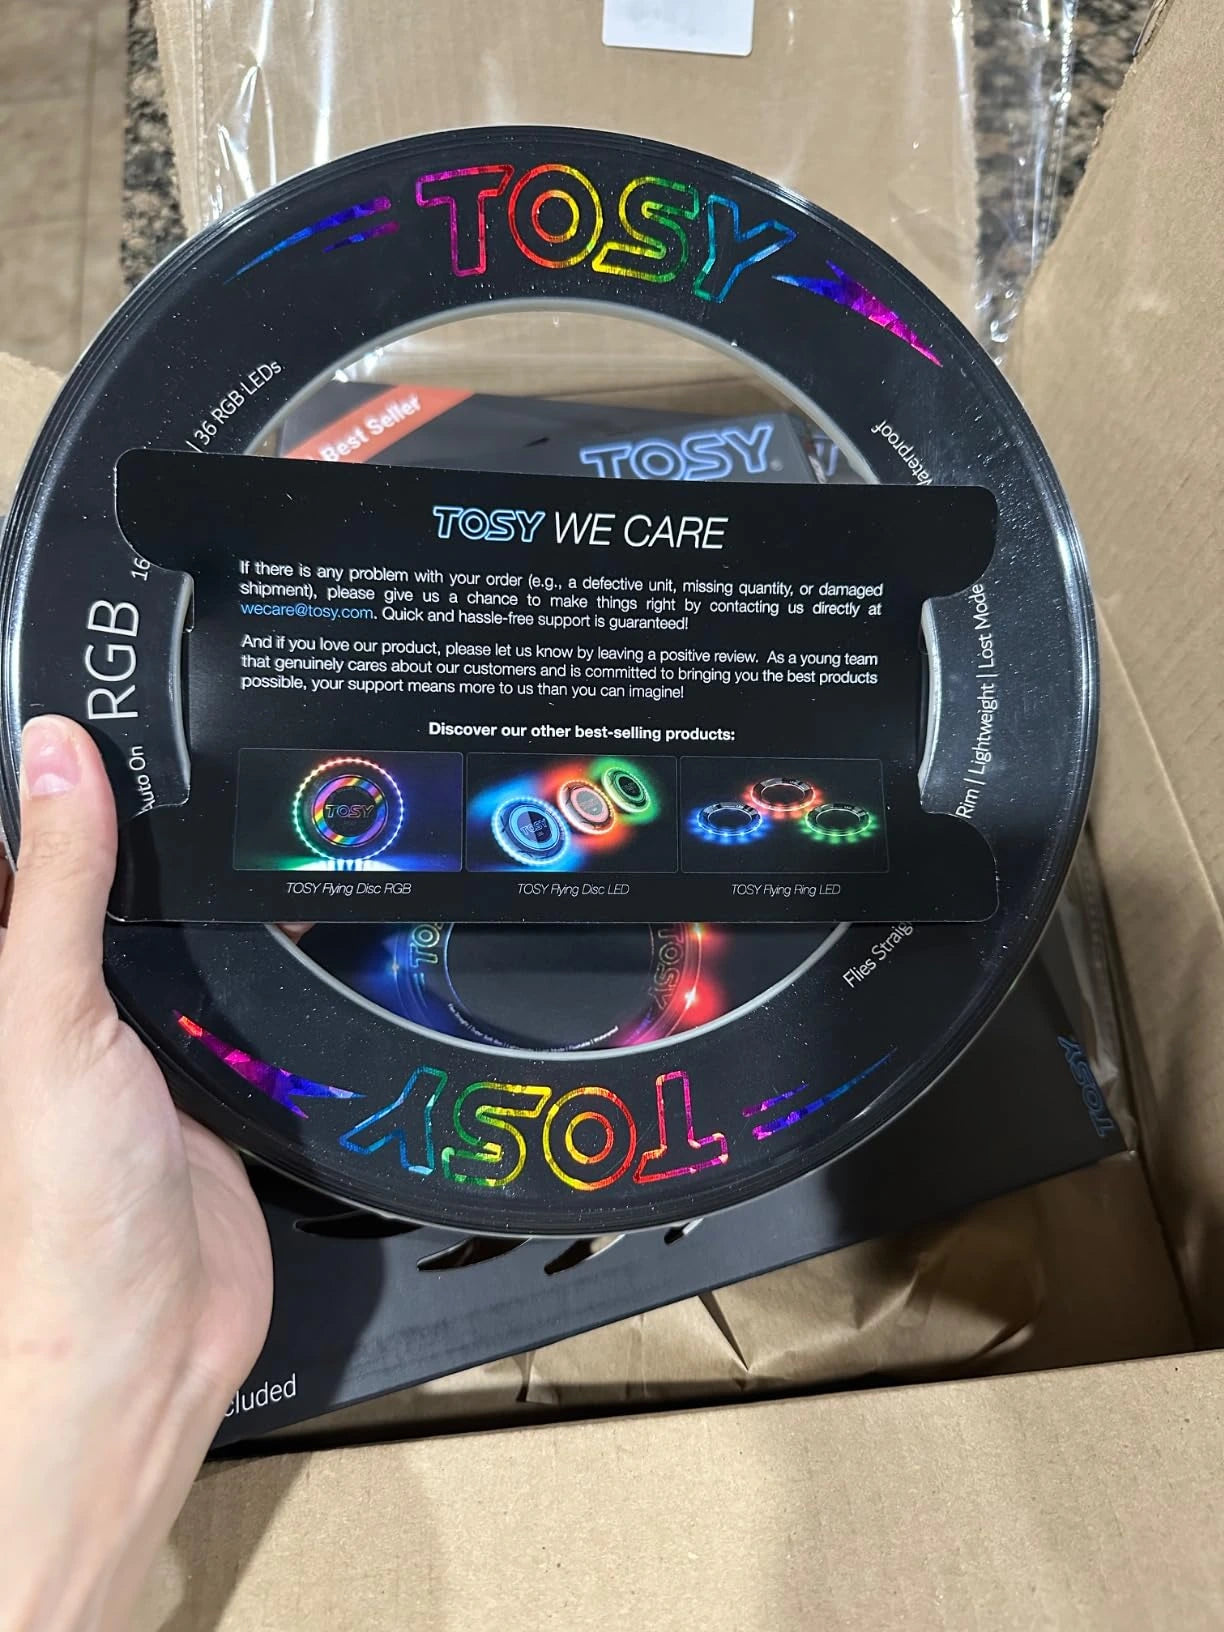 TOSY
36 RGB LEDs
Best Seller
TOSY
TOSY WE CARE
If there is any problem with your order (e.g., a defective unit, missing quantity, or damaged
shipment), please give us a chance to make things right by contacting us directly at
wecare@tosy.com. Quick and hassle-free support is guaranteed!
And if you love our product, please let us know by leaving a positive review. As a young team
that genuinely cares about our customers and is committed to bringing you the best products
possible, your support means more to us than you can imagine!
Discover our other best-selling products:
TOSY
TOSY
TOSY Flying Disc RGB
TOSY Flying Disc LED
TOSY Flying Ring LED
RGB
16
Auto On
Rim | Lightweight | Lost Mode
Flies
TOSY
TOSY
TOSY